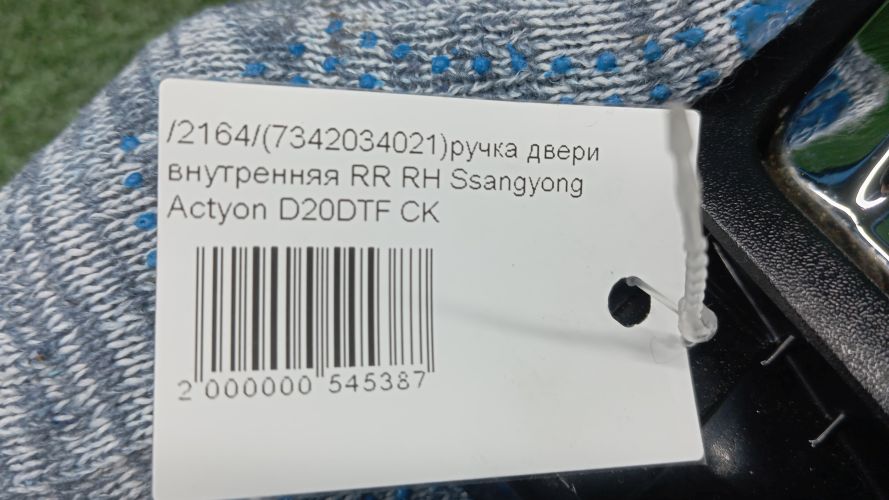 /2164/(7342034021)ручка двери
внутренняя RR RH Ssangyong
Actyon D20DTF CK
2 000000 545387